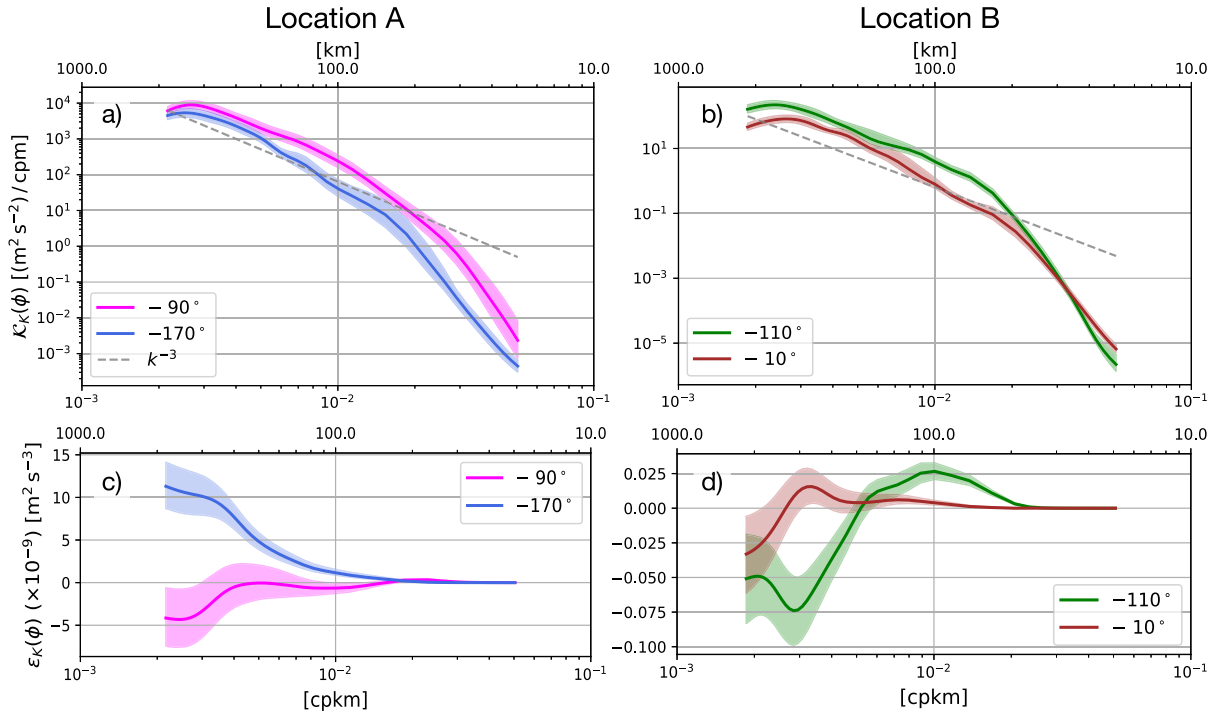 Location A
Location B
[km]
[km]
1000.0 100.0 10.0
1000.0 100.0 10.0
a)
b)
10⁴
10³
10²
10¹
10⁰
10⁻¹
10⁻²
10⁻³
𝒦_K(ϕ) [(m² s⁻²) / cpm]
− 90°
−170°
k⁻³
10⁻³ 10⁻² 10⁻¹
10¹
10⁻¹
10⁻³
10⁻⁵
−110°
− 10°
10⁻³ 10⁻² 10⁻¹
1000.0 100.0 10.0
1000.0 100.0 10.0
c)
d)
15
10
5
0
−5
ε_K(ϕ) (×10⁻⁹) [m² s⁻³]
− 90°
−170°
10⁻³ 10⁻² 10⁻¹
[cpkm]
0.025
0.000
−0.025
−0.050
−0.075
−0.100
−110°
− 10°
10⁻³ 10⁻² 10⁻¹
[cpkm]